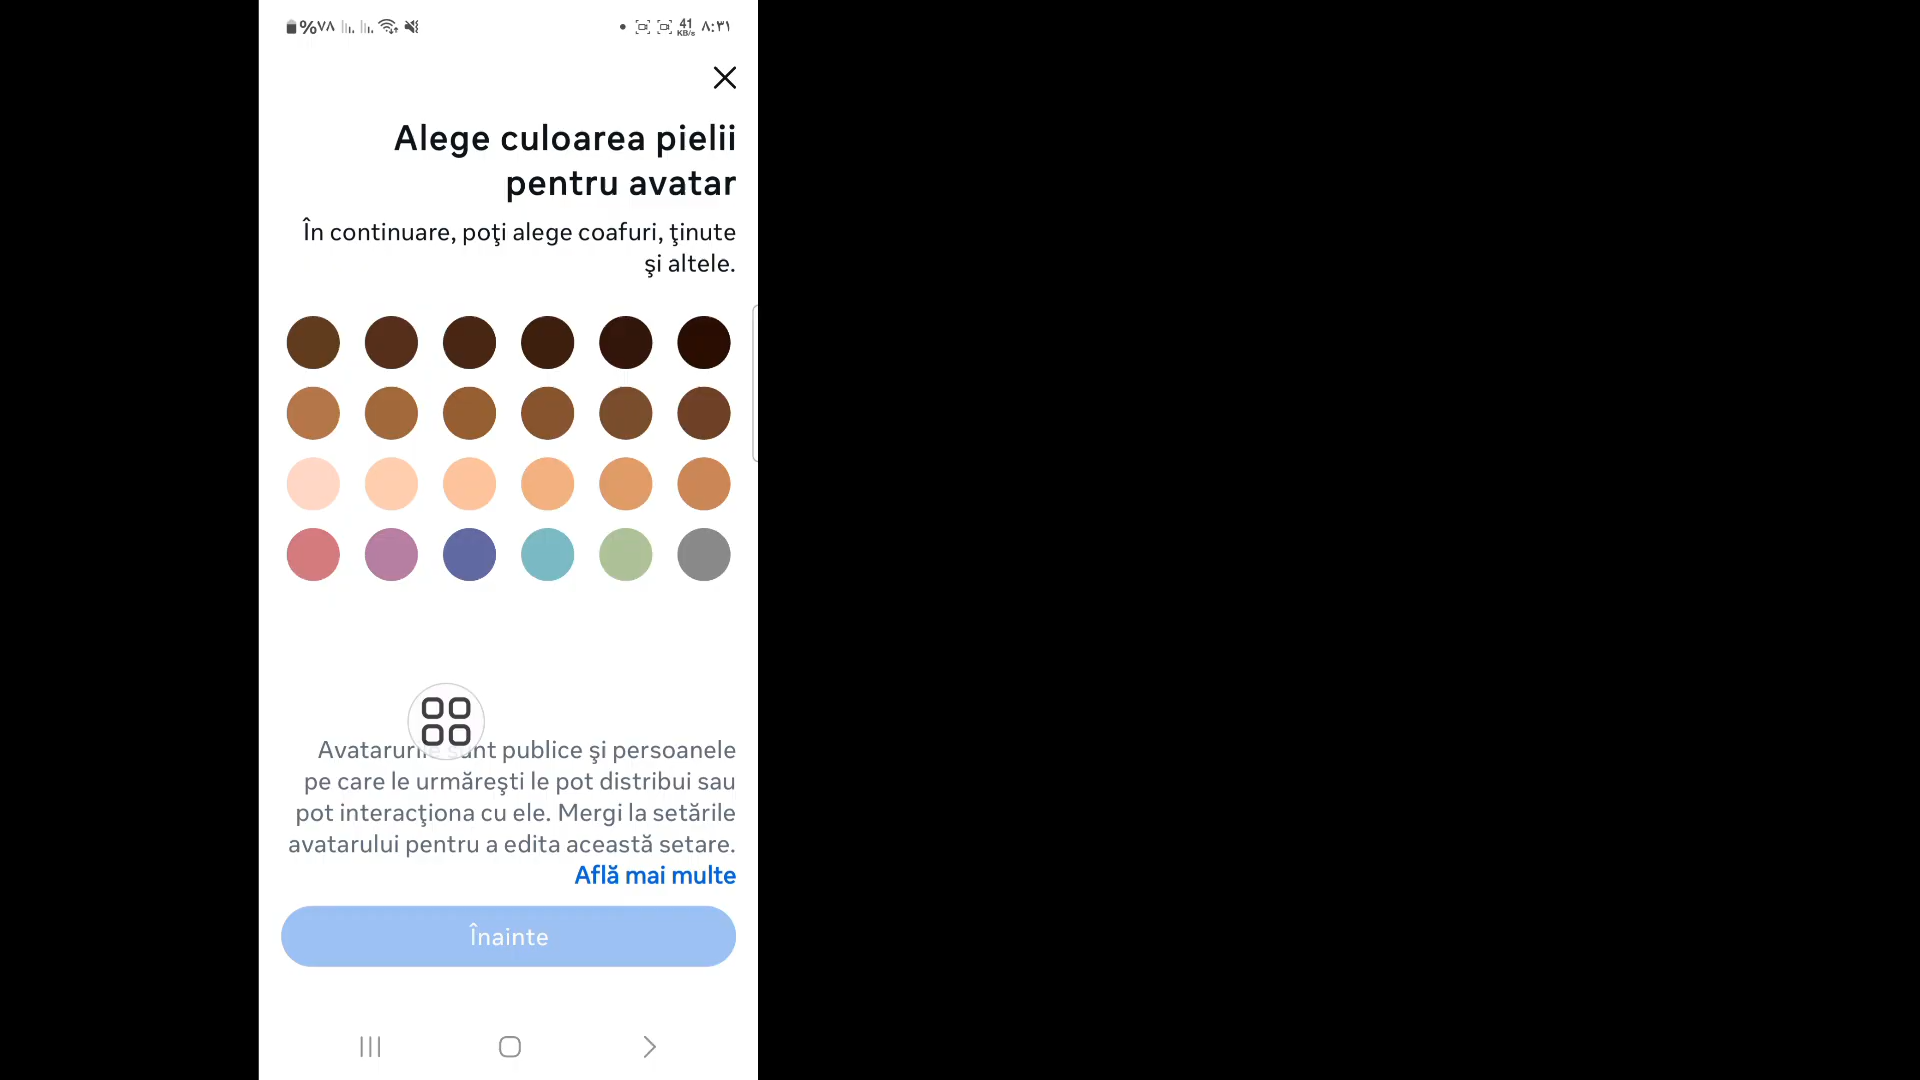 %٧٨
41 KB/s
٨:٣١
Alege culoarea pielii
pentru avatar
În continuare, poţi alege coafuri, ţinute
şi altele.
Avatarurile sunt publice şi persoanele
pe care le urmăreşti le pot distribui sau
pot interacţiona cu ele. Mergi la setările
avatarului pentru a edita această setare.
Află mai multe
Înainte